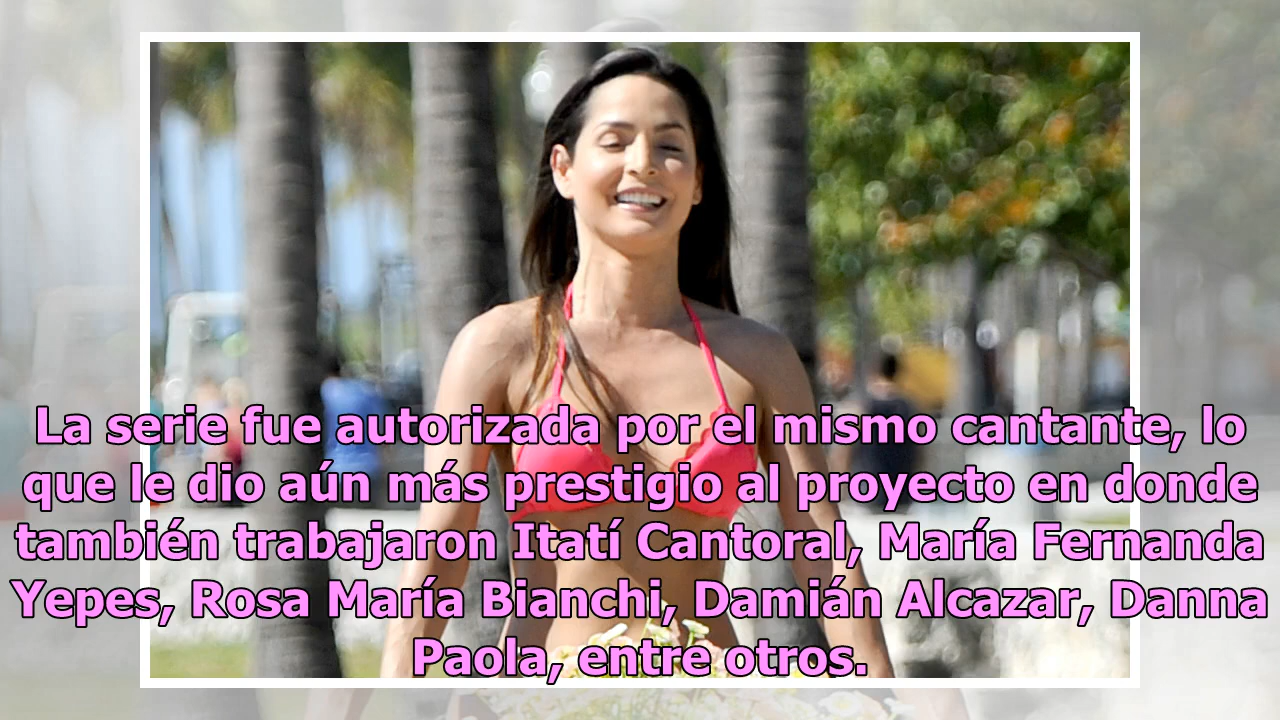 La serie fue autorizada por el mismo cantante, lo
que le dio aún más prestigio al proyecto en donde
también trabajaron Itatí Cantoral, María Fernanda
Yepes, Rosa María Bianchi, Damián Alcazar, Danna
Paola, entre otros.